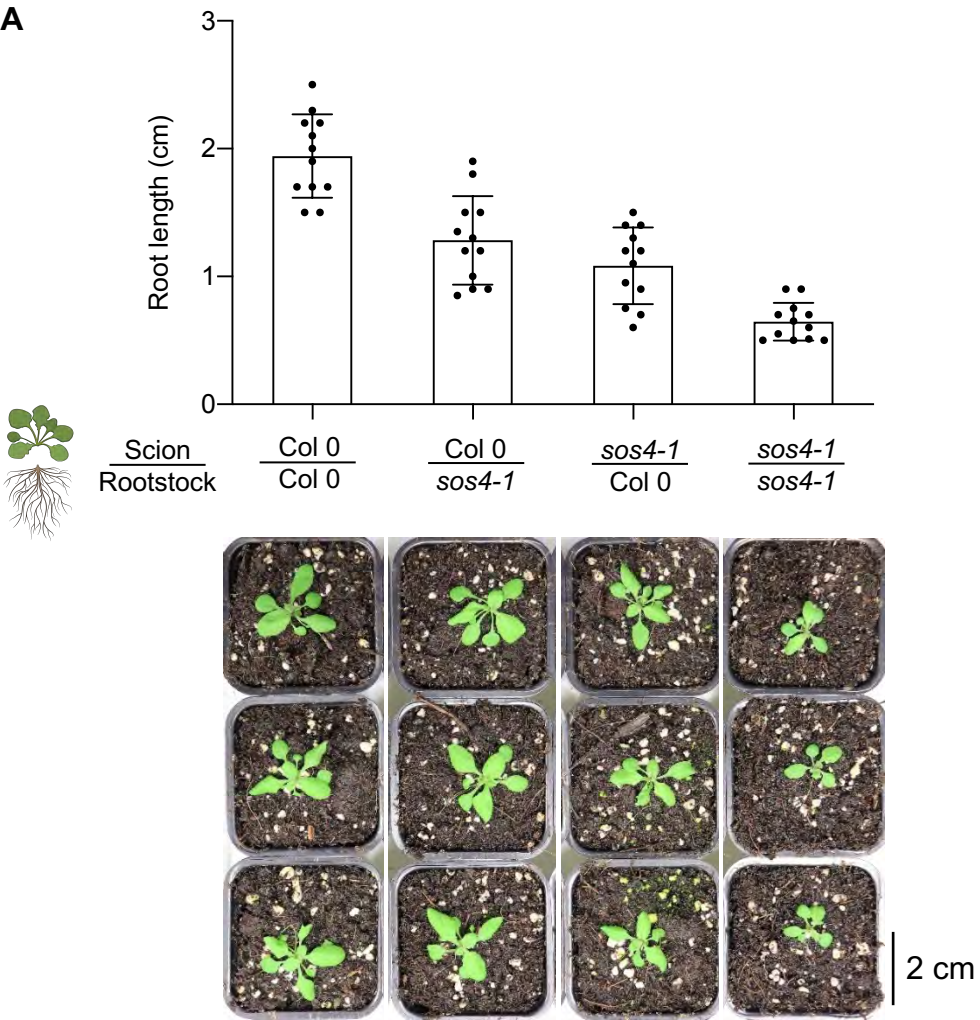 A
3
2
1
0
Root length (cm)
Scion
Rootstock
Col 0
Col 0
Col 0
sos4-1
sos4-1
Col 0
sos4-1
sos4-1
2 cm